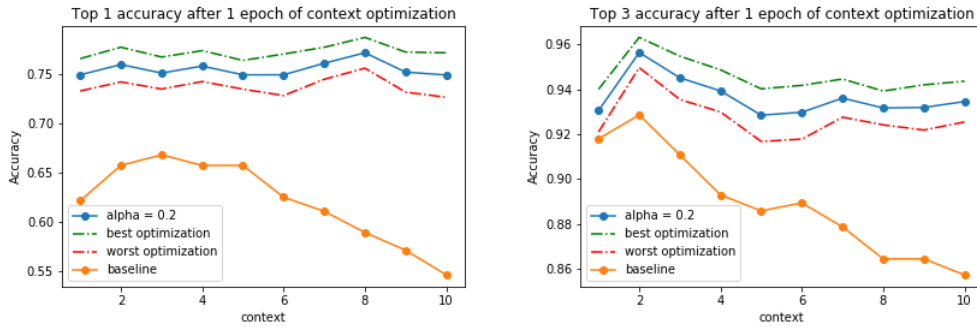 Top 1 accuracy after 1 epoch of context optimization
0.75
0.70
0.65
0.60
0.55
Accuracy
alpha = 0.2
best optimization
worst optimization
baseline
2
4
6
8
10
context
Top 3 accuracy after 1 epoch of context optimization
0.96
0.94
0.92
0.90
0.88
0.86
Accuracy
alpha = 0.2
best optimization
worst optimization
baseline
2
4
6
8
10
context